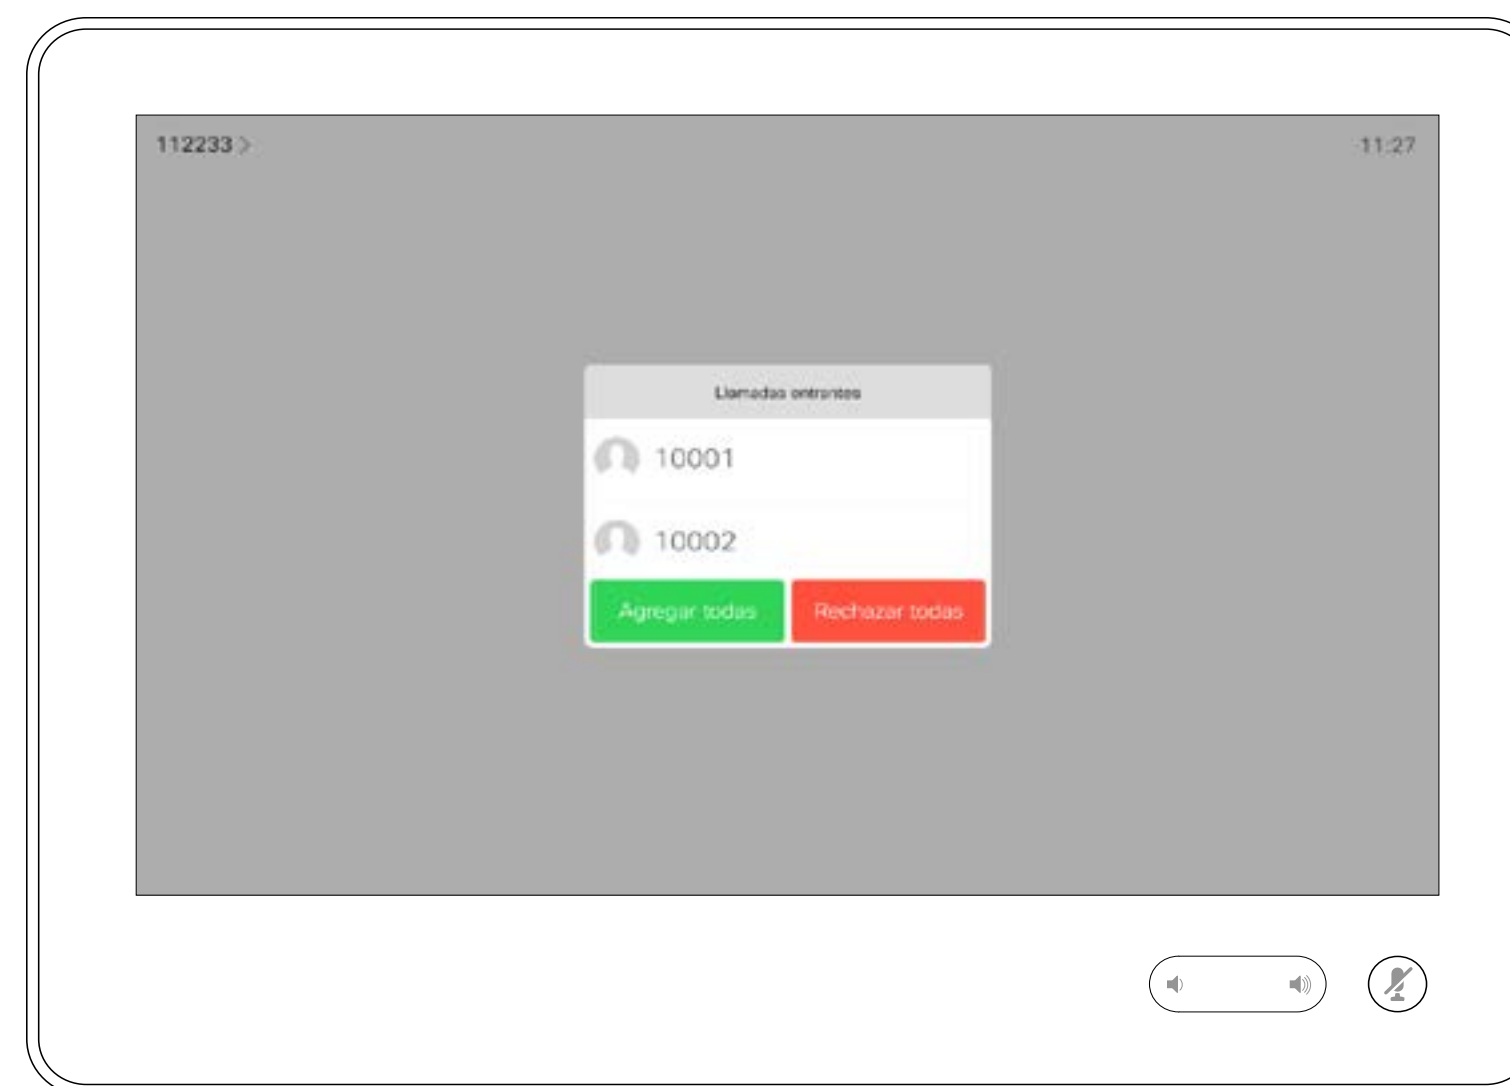 112233 >
11:27
Llamadas entrantes
10001
10002
Agregar todas
Rechazar todas